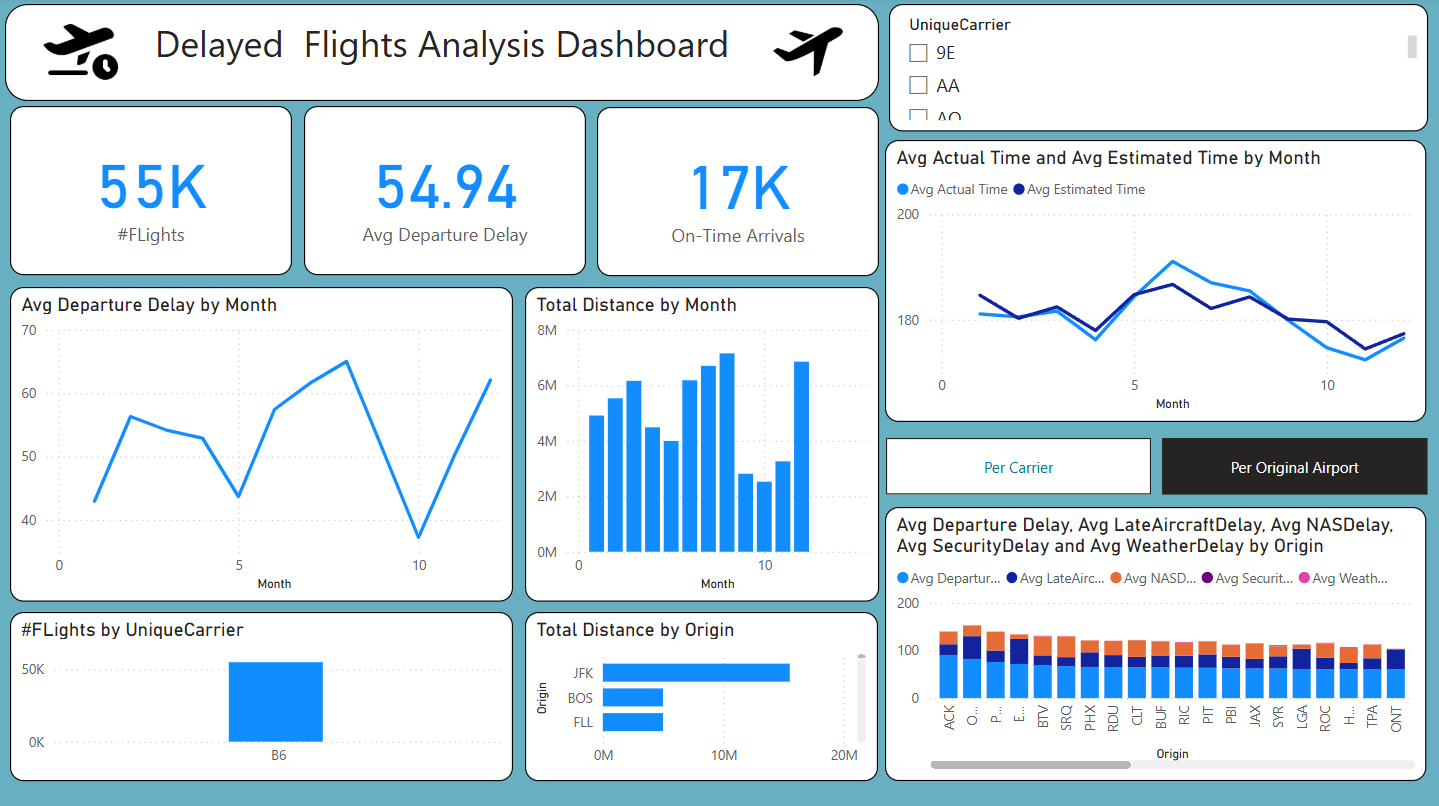 Delayed Flights Analysis Dashboard
UniqueCarrier
9E
AA
AQ
55K
#FLights
54.94
Avg Departure Delay
17K
On-Time Arrivals
Avg Actual Time and Avg Estimated Time by Month
Avg Actual Time Avg Estimated Time
200
180
0 5 10
Month
Avg Departure Delay by Month
70
60
50
40
0 5 10
Month
Total Distance by Month
8M
6M
4M
2M
0M
0 10
Month
Per Carrier
Per Original Airport
Avg Departure Delay, Avg LateAircraftDelay, Avg NASDelay,
Avg SecurityDelay and Avg WeatherDelay by Origin
Avg Departur... Avg LateAirc... Avg NASD... Avg Securit... Avg Weath...
200
100
0
ACK O... P... E... BTV SRQ PHX RDU CLT BUF RIC PIT PBI JAX SYR LGA ROC H... TPA ONT
Origin
#FLights by UniqueCarrier
50K
0K
B6
Total Distance by Origin
Origin
JFK
BOS
FLL
0M 10M 20M